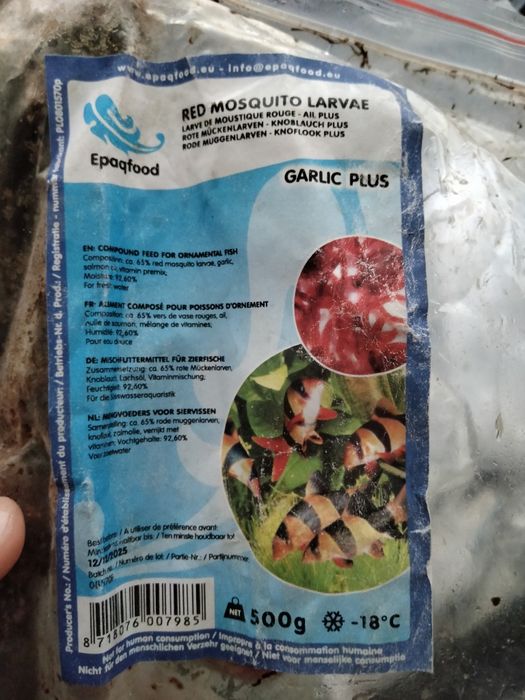 www.epaqfood.eu - info@epaqfood.eu
Epaqfood
RED MOSQUITO LARVAE
LARVE DE MOUSTIQUE ROUGE - AIL PLUS
ROTE MÜCKENLARVEN - KNOBLAUCH PLUS
RODE MUGGENLARVEN - KNOFLOOK PLUS
GARLIC PLUS
EN: COMPOUND FEED FOR ORNAMENTAL FISH
Composition: ca. 65% red mosquito larvae, garlic,
salmon vitamin premix,
Moisture 92,60%
For fresh water
FR: ALIMENT COMPOSÉ POUR POISSONS D'ORNEMENT
Composition: ca 65% vers de vase rouges, ail,
huile de saumon, mélange de vitamines,
Humidité 92,60%
Pour eau douce
DE: MISCHFUTTERMITTEL FÜR ZIERFISCHE
Zusammensetzung: ca. 65% rote Mückenlarven,
Knoblauch, Lachsöl, Vitaminmischung,
Feuchtigkeit 92,60%
Für die Süsswasseraquaristik
NL: MENGVOEDERS VOOR SIERVISSEN
Samenstelling: ca. 65% rode muggenlarven,
knoflook, zalmolie, verrijkt met
vitaminen, Vochtgehalte: 92,60%
Voor zoetwater
Best before / A utiliser de préférence avant:
Mindestens haltbar bis: / Ten minste houdbaar tot
12/12/2025
Batch nr. / Numéro de lot: / Partie-Nr.: / Partijnummer
8 718076 007985
NET 500g -18°C
Not for human consumption / Impropre à la consommation humaine
Nicht für den menschlichen Verzehr geeignet / Niet voor menselijke consumptie
Producer's No.: / Numéro d'établissement du producteur: / Betriebs-Nr. d. Prod.: / Registratie - PL0801570p